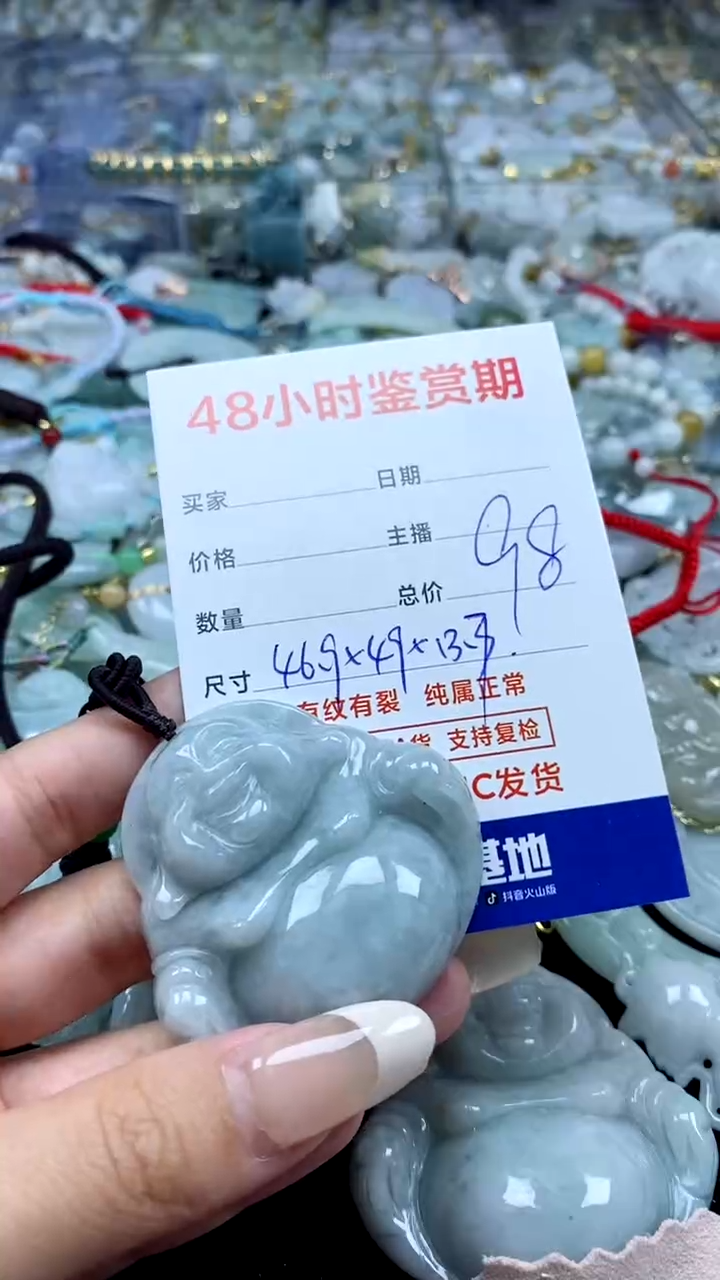 48小时鉴赏期
买家 日期
价格 主播
98
数量 总价
尺寸 46.9×49×13.7
有纹有裂 纯属正常
货 支持复检
C发货
基地
抖音火山版